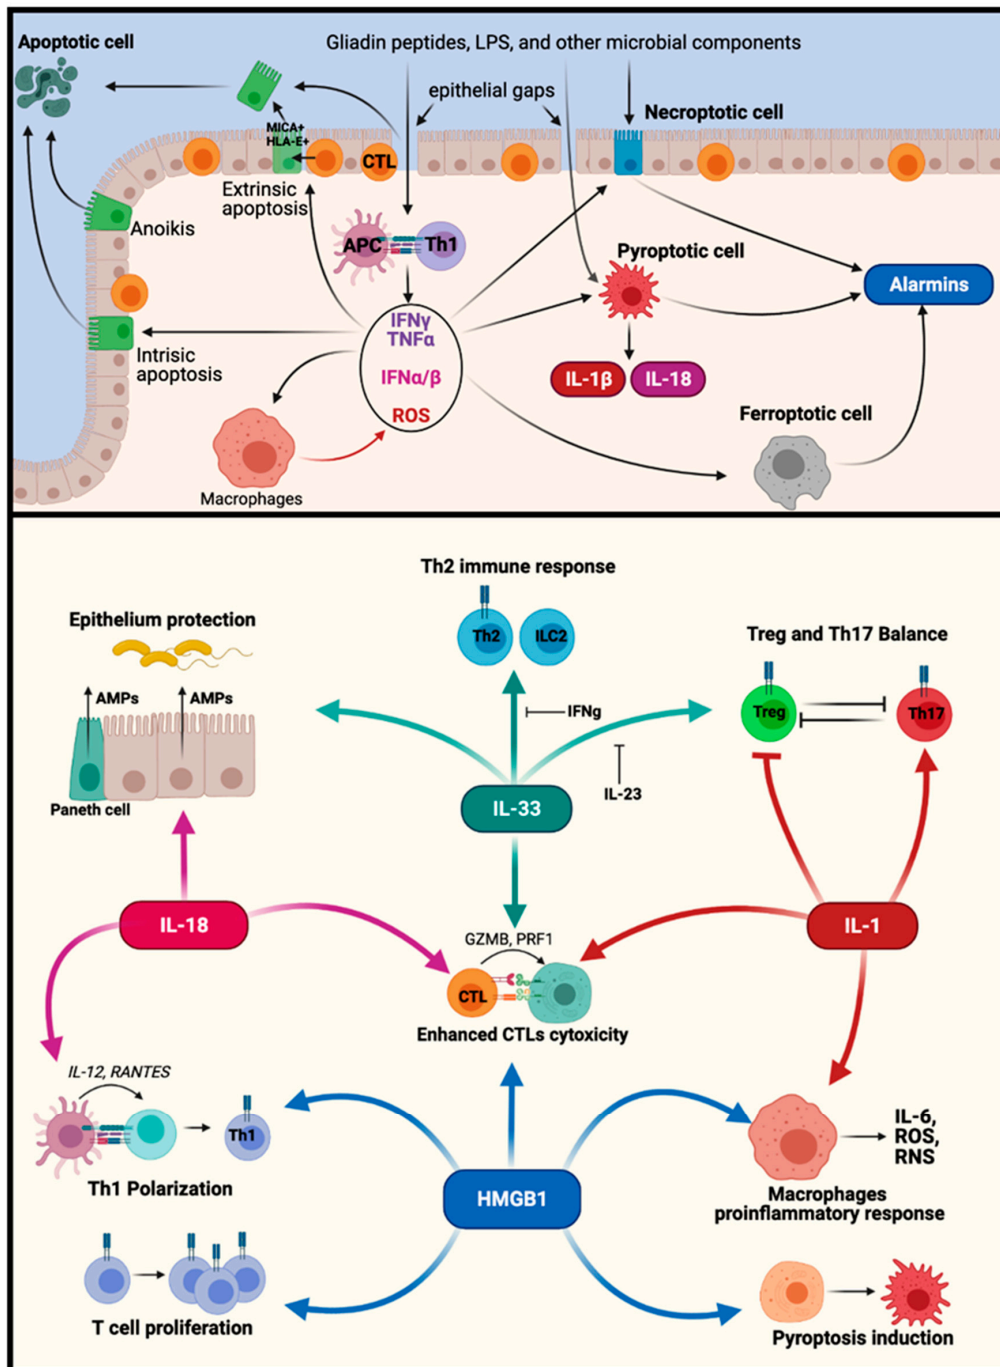 Apoptotic cell
Gliadin peptides, LPS, and other microbial components
epithelial gaps
Necroptotic cell
MICA+
HLA-E+
CTL
Extrinsic
apoptosis
Anoikis
APC
Th1
Pyroptotic cell
Alarmins
IFNγ
TNFα
IFNα/β
ROS
Intrisic
apoptosis
IL-1β
IL-18
Ferroptotic cell
Macrophages
Th2 immune response
Th2
ILC2
Epithelium protection
AMPs
AMPs
Paneth cell
Treg and Th17 Balance
Treg
Th17
IFNg
IL-23
IL-33
IL-18
IL-1
GZMB, PRF1
CTL
Enhanced CTLs cytoxicity
IL-12, RANTES
Th1
Th1 Polarization
HMGB1
IL-6,
ROS,
RNS
Macrophages
proinflammatory response
T cell proliferation
Pyroptosis induction